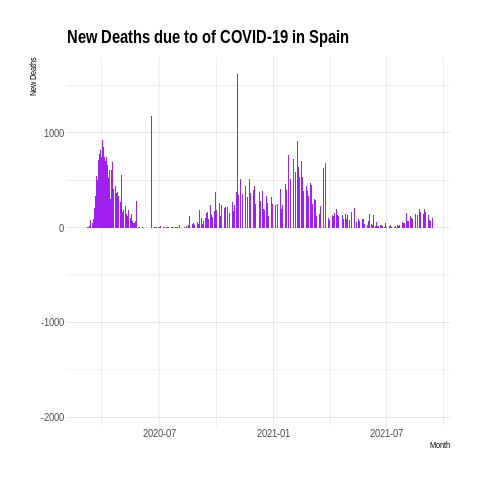 New Deaths due to of COVID-19 in Spain
New Deaths
1000
0
-1000
-2000
2020-07
2021-01
2021-07
Month